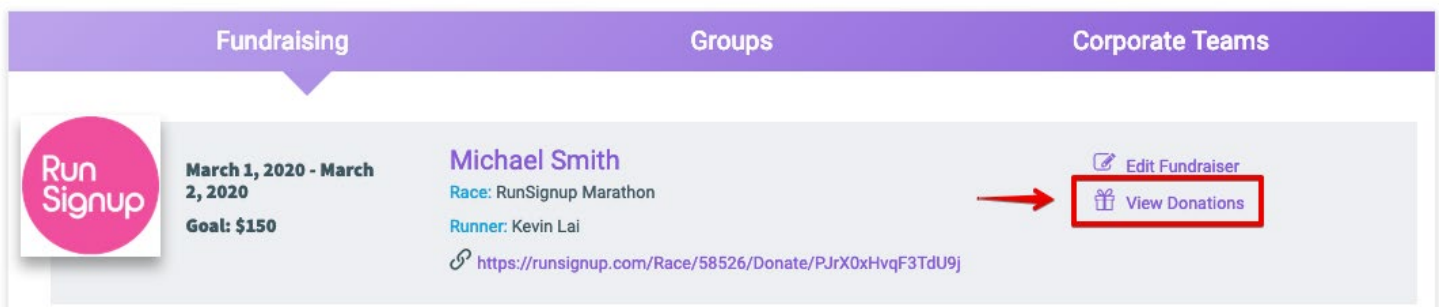 Fundraising
Groups
Corporate Teams
Run
Signup
March 1, 2020 - March
2, 2020
Goal: $150
Michael Smith
Race: RunSignup Marathon
Runner: Kevin Lai
https://runsignup.com/Race/58526/Donate/PJrX0xHvqF3TdU9j
Edit Fundraiser
View Donations